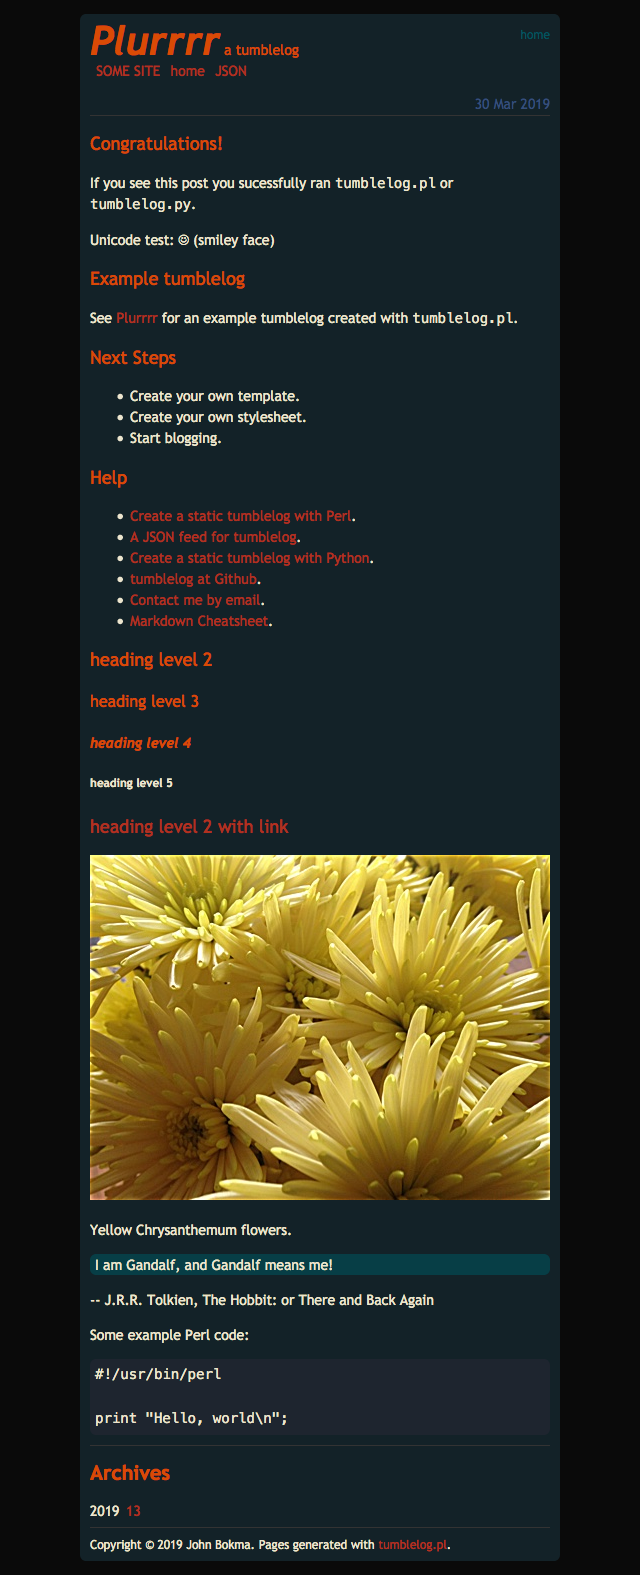 Plurrrr a tumblelog
home
SOME SITE home JSON
30 Mar 2019
Congratulations!
If you see this post you sucessfully ran tumblelog.pl or
tumblelog.py.
Unicode test: ☺ (smiley face)
Example tumblelog
See Plurrrr for an example tumblelog created with tumblelog.pl.
Next Steps
• Create your own template.
• Create your own stylesheet.
• Start blogging.
Help
• Create a static tumblelog with Perl.
• A JSON feed for tumblelog.
• Create a static tumblelog with Python.
• tumblelog at Github.
• Contact me by email.
• Markdown Cheatsheet.
heading level 2
heading level 3
heading level 4
heading level 5
heading level 2 with link
Yellow Chrysanthemum flowers.
I am Gandalf, and Gandalf means me!
-- J.R.R. Tolkien, The Hobbit: or There and Back Again
Some example Perl code:
#!/usr/bin/perl
print "Hello, world\n";
Archives
2019 13
Copyright © 2019 John Bokma. Pages generated with tumblelog.pl.